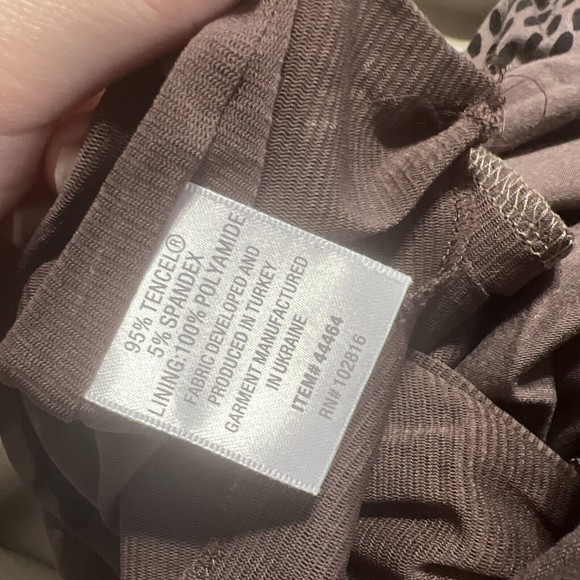 95% TENCEL®
5% SPANDEX
LINING:100% POLYAMIDE
FABRIC DEVELOPED AND
PRODUCED IN TURKEY
GARMENT MANUFACTURED
IN UKRAINE
ITEM# 44464
RN# 102816